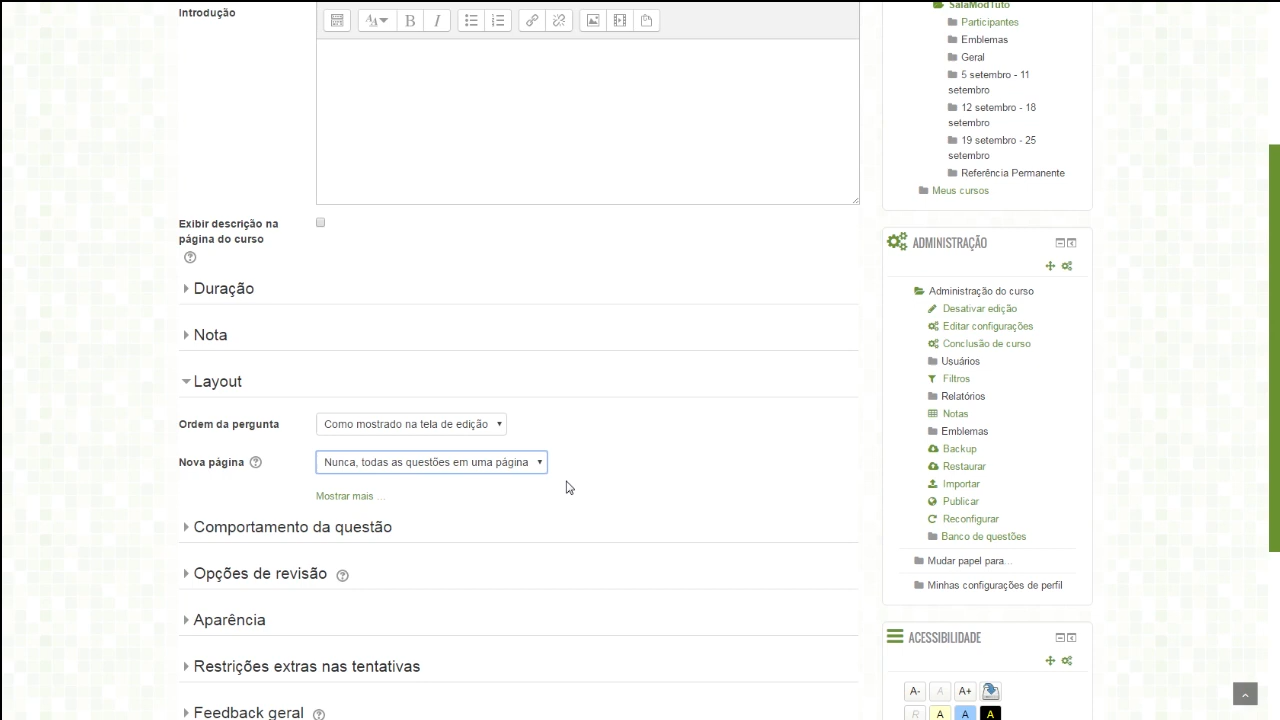 Introdução
Exibir descrição na
página do curso
Duração
Nota
Layout
Ordem da pergunta
Como mostrado na tela de edição
Nova página
Nunca, todas as questões em uma página
Mostrar mais ...
Comportamento da questão
Opções de revisão
Aparência
Restrições extras nas tentativas
Feedback geral
SalaModTuto
Participantes
Emblemas
Geral
5 setembro - 11
setembro
12 setembro - 18
setembro
19 setembro - 25
setembro
Referência Permanente
Meus cursos
ADMINISTRAÇÃO
Administração do curso
Desativar edição
Editar configurações
Conclusão de curso
Usuários
Filtros
Relatórios
Notas
Emblemas
Backup
Restaurar
Importar
Publicar
Reconfigurar
Banco de questões
Mudar papel para...
Minhas configurações de perfil
ACESSIBILIDADE
A- A A+
R A A A